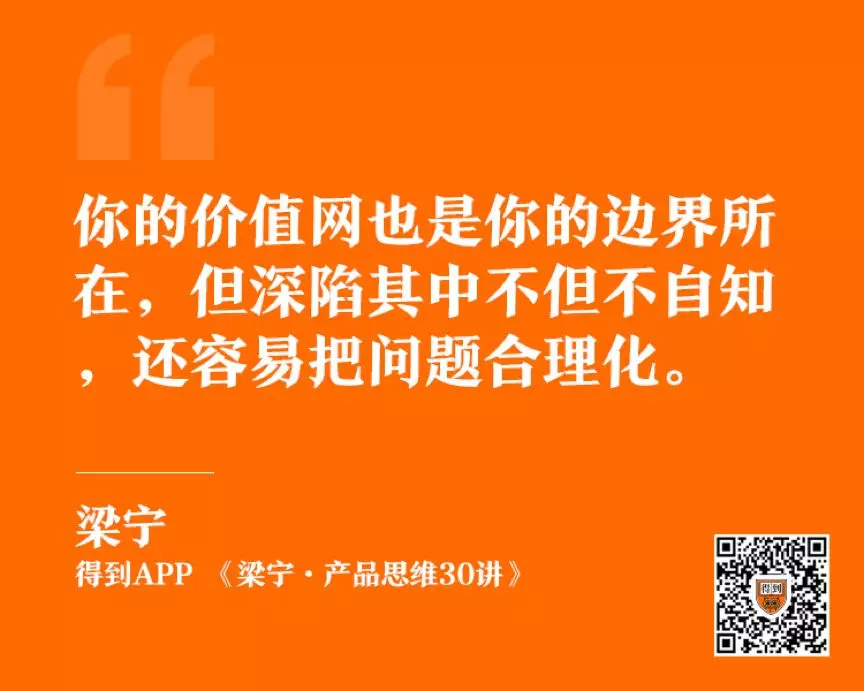 你的价值网也是你的边界所
在，但深陷其中不但不自知
，还容易把问题合理化。
梁宁
得到APP 《梁宁·产品思维30讲》
得到